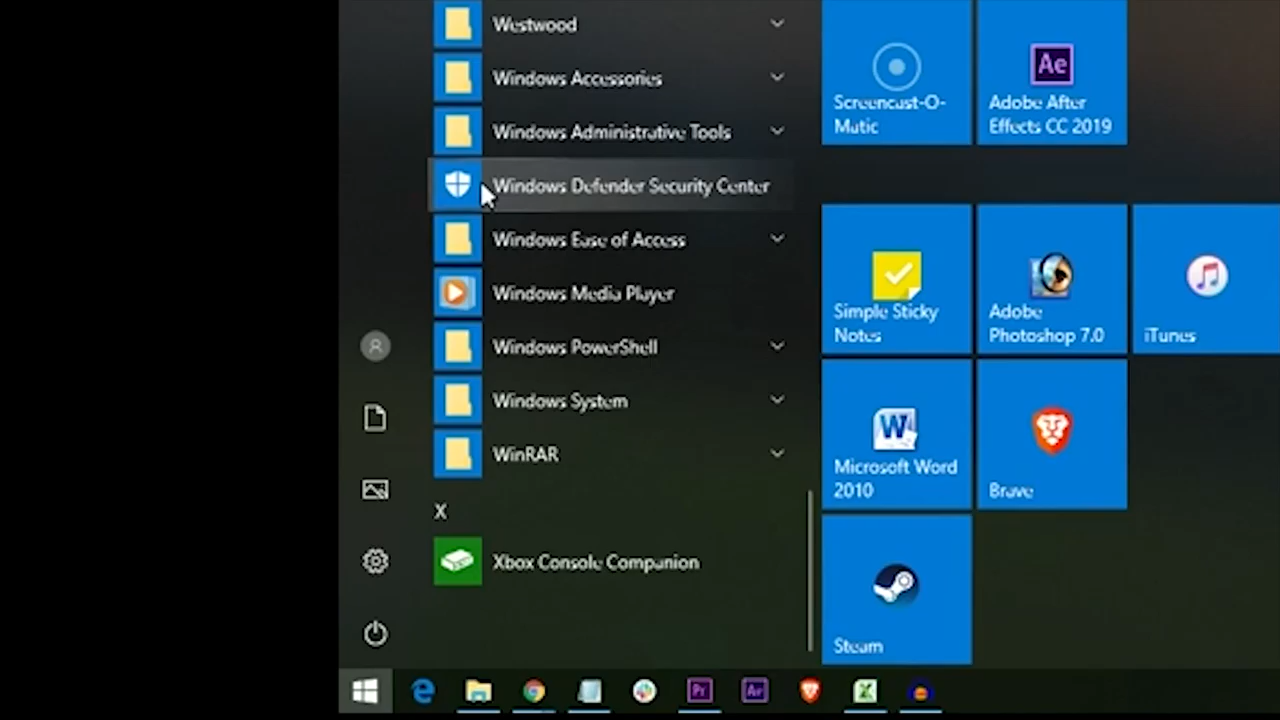 Westwood
Windows Accessories
Windows Administrative Tools
Windows Defender Security Center
Windows Ease of Access
Windows Media Player
Windows PowerShell
Windows System
WinRAR
X
Xbox Console Companion
Screencast-O-
Matic
Ae
Adobe After
Effects CC 2019
Simple Sticky
Notes
Adobe
Photoshop 7.0
iTunes
W
Microsoft Word
2010
Brave
Steam
Pr
Ae